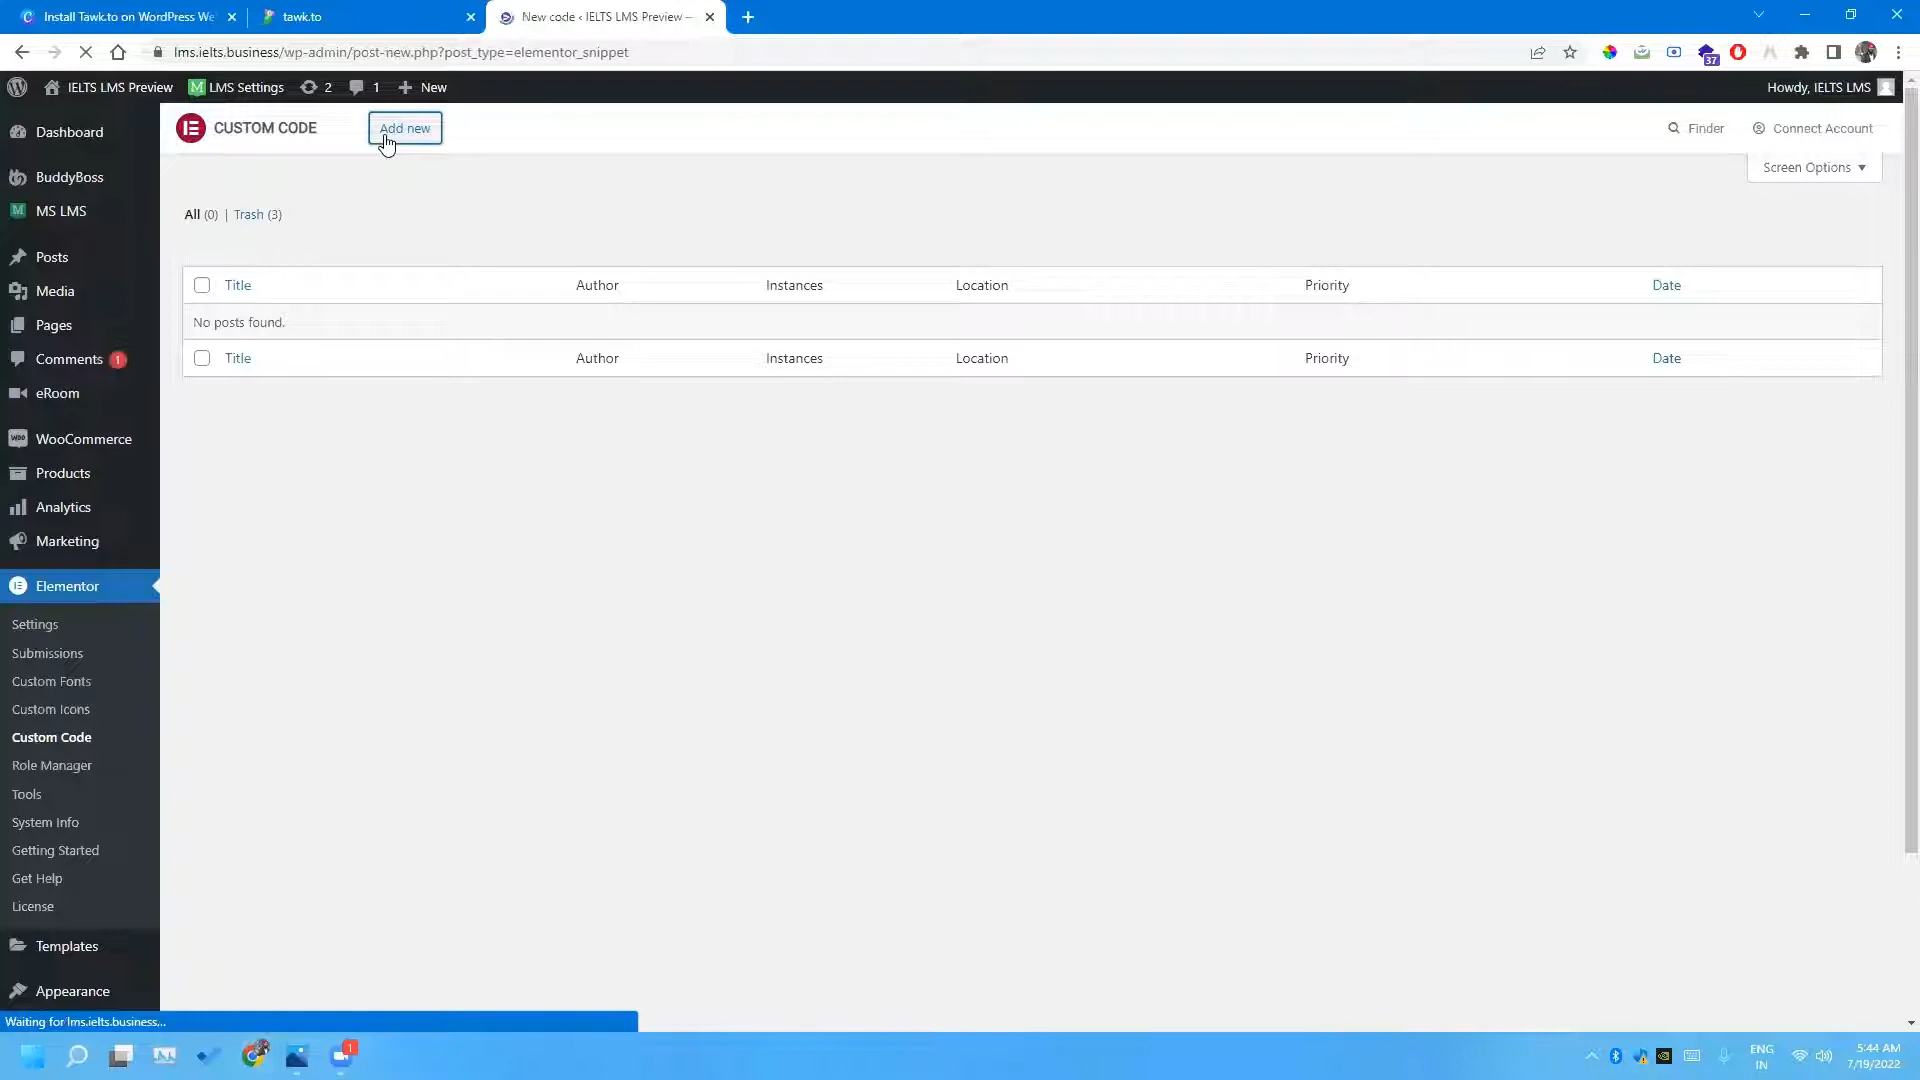 Install Tawk.to on WordPress We
tawk.to
New code ‹ IELTS LMS Preview —
lms.ielts.business/wp-admin/post-new.php?post_type=elementor_snippet
37
IELTS LMS Preview
LMS Settings
2
1
New
Howdy, IELTS LMS
CUSTOM CODE
Add new
Finder
Connect Account
Screen Options
All (0) | Trash (3)
Title
Author
Instances
Location
Priority
Date
No posts found.
Title
Author
Instances
Location
Priority
Date
Dashboard
BuddyBoss
MS LMS
Posts
Media
Pages
Comments 1
eRoom
WooCommerce
Products
Analytics
Marketing
Elementor
Settings
Submissions
Custom Fonts
Custom Icons
Custom Code
Role Manager
Tools
System Info
Getting Started
Get Help
License
Templates
Appearance
Waiting for lms.ielts.business...
1
ENG
IN
5:44 AM
7/19/2022